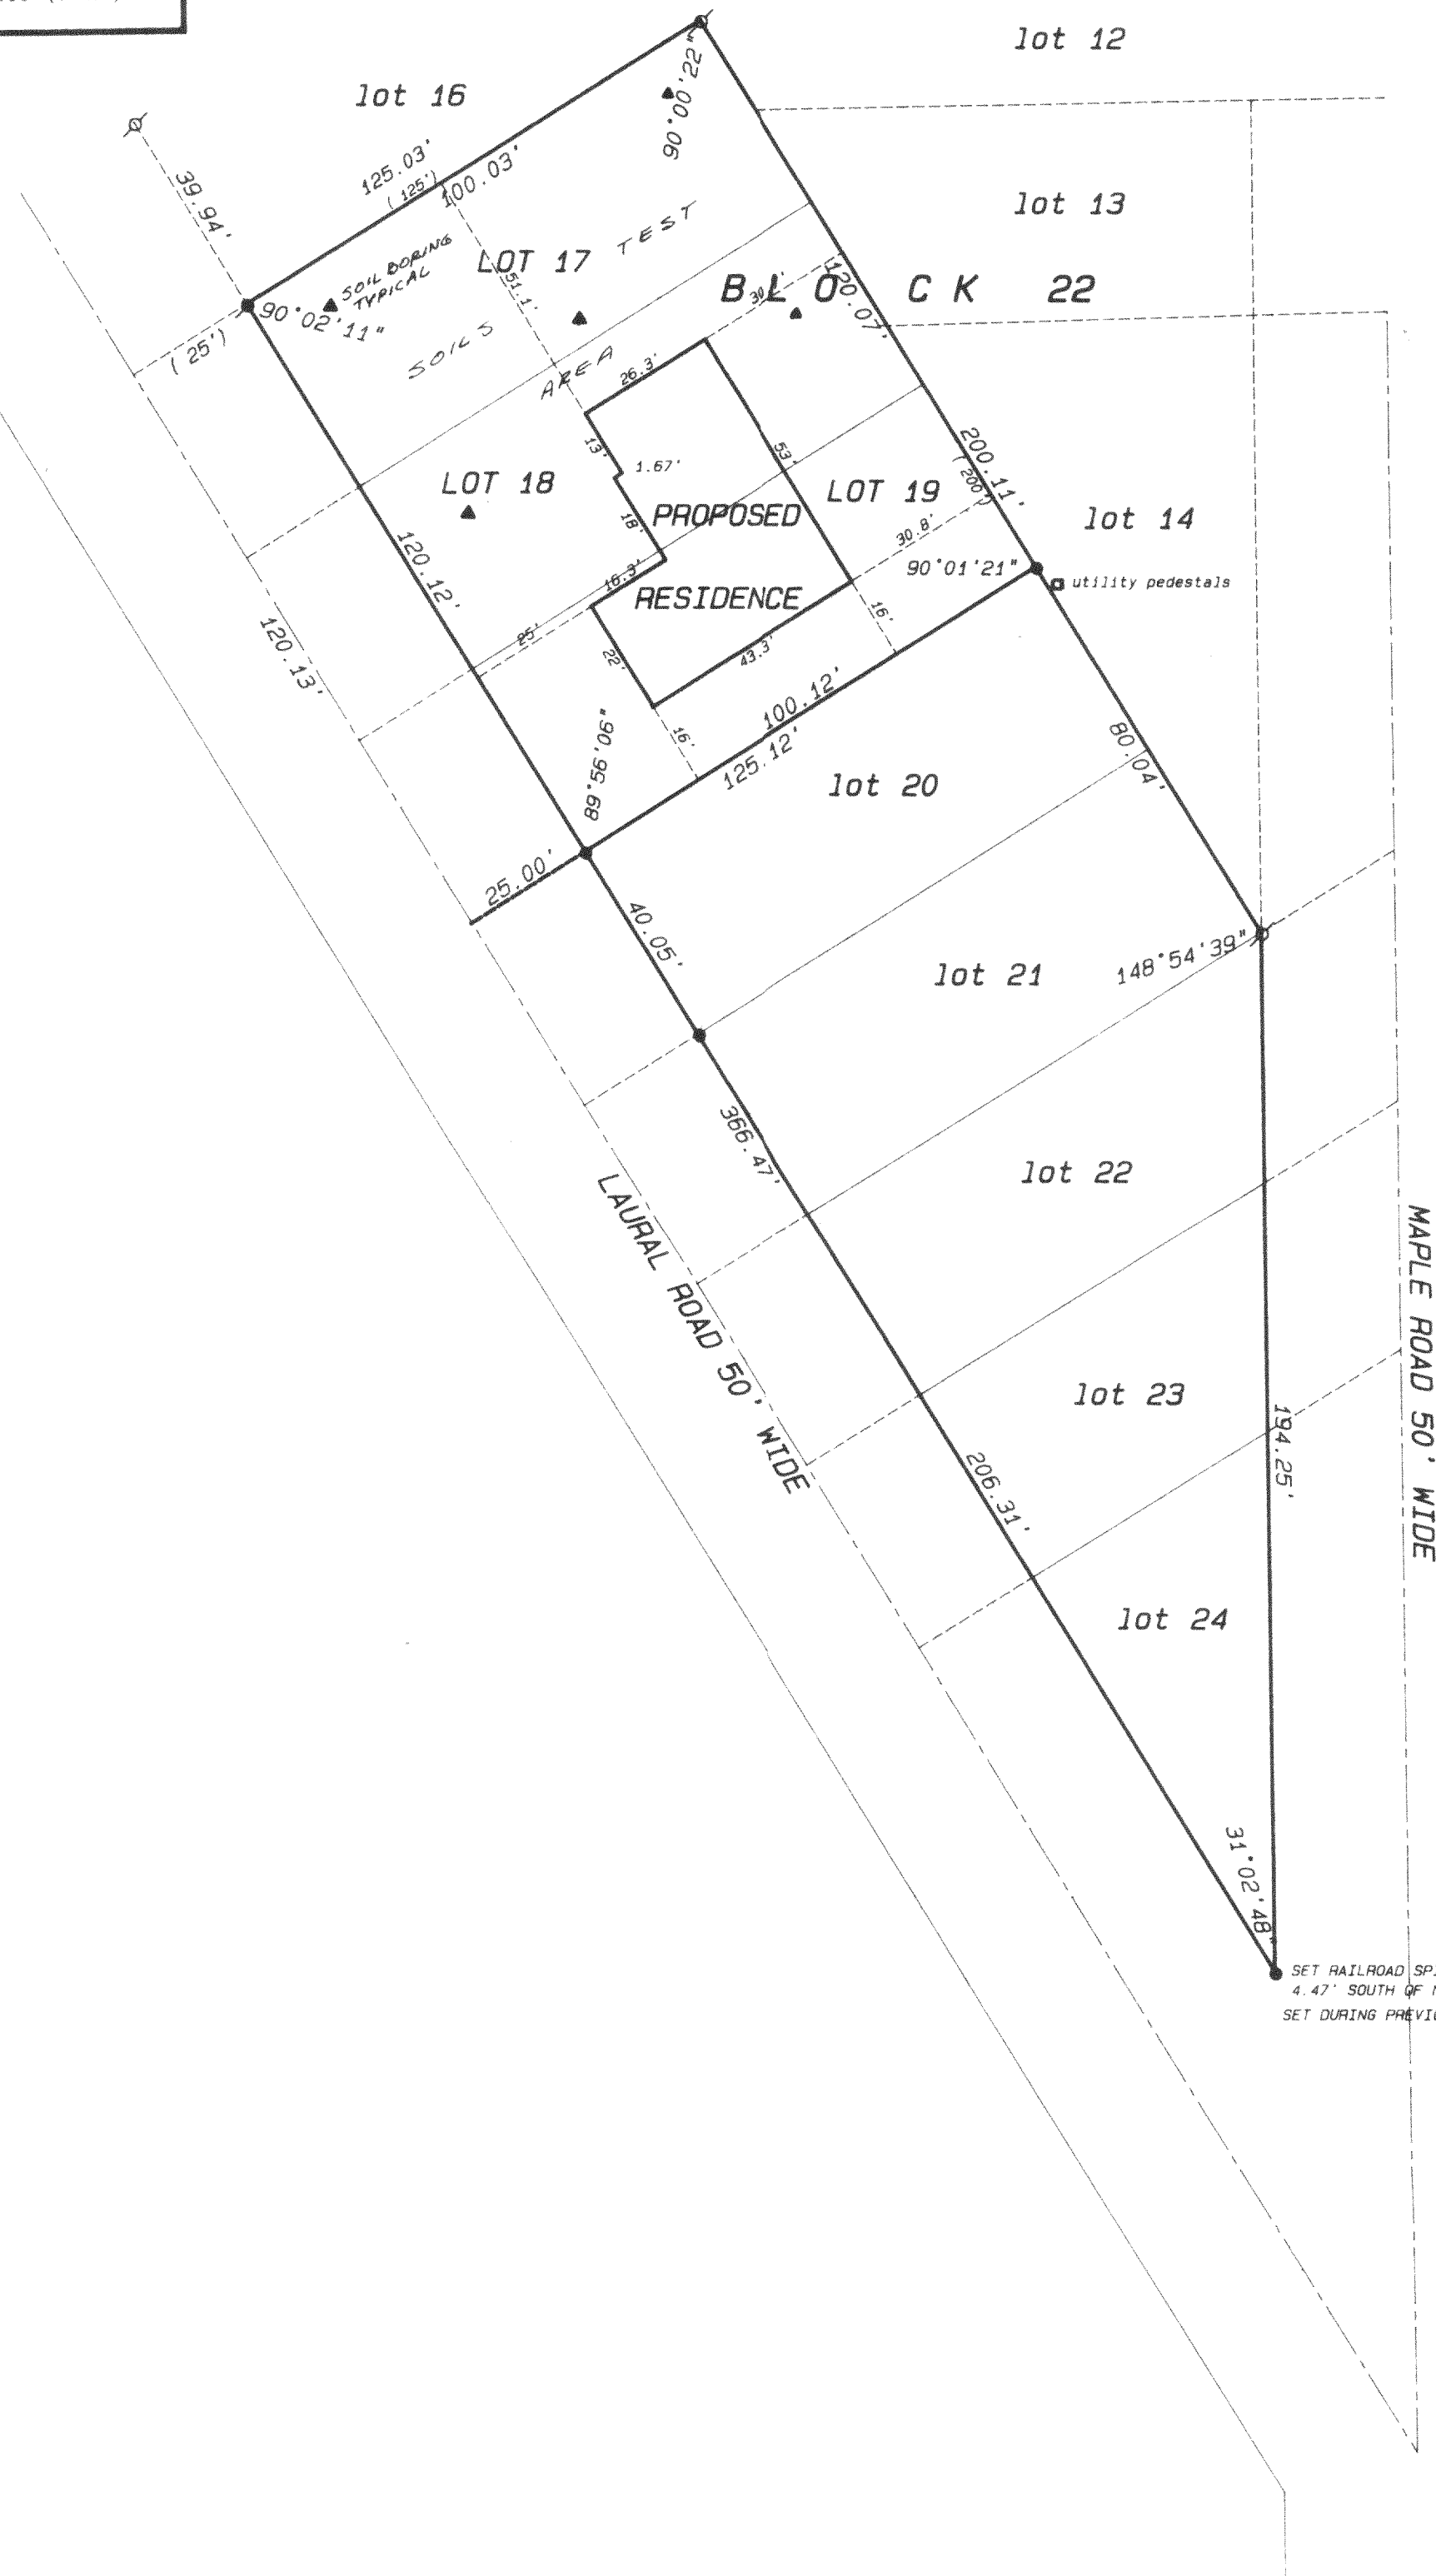 lot 12
lot 16
90°00'22"
39.94'
125.03'
(125')
100.03'
lot 13
TEST
LOT 17
SOIL BORING
TYPICAL
51.1'
BLOCK 22
90°02'11"
(25')
SOILS
AREA
120.07'
26.3'
13'
1.67'
53'
200.11'
(200')
LOT 18
LOT 19
PROPOSED
18'
30.8'
lot 14
90°01'21"
utility pedestals
16.3'
RESIDENCE
120.12'
120.13'
25'
22'
43.3'
16'
100.12'
125.12'
16'
89°56'06"
80.04'
lot 20
25.00'
40.05'
lot 21
148°54'39"
366.47'
lot 22
LAURAL ROAD 50' WIDE
MAPLE ROAD 50' WIDE
lot 23
194.25'
206.31'
lot 24
31°02'48"
SET RAILROAD
4.47' SOUTH OF
SET DURING